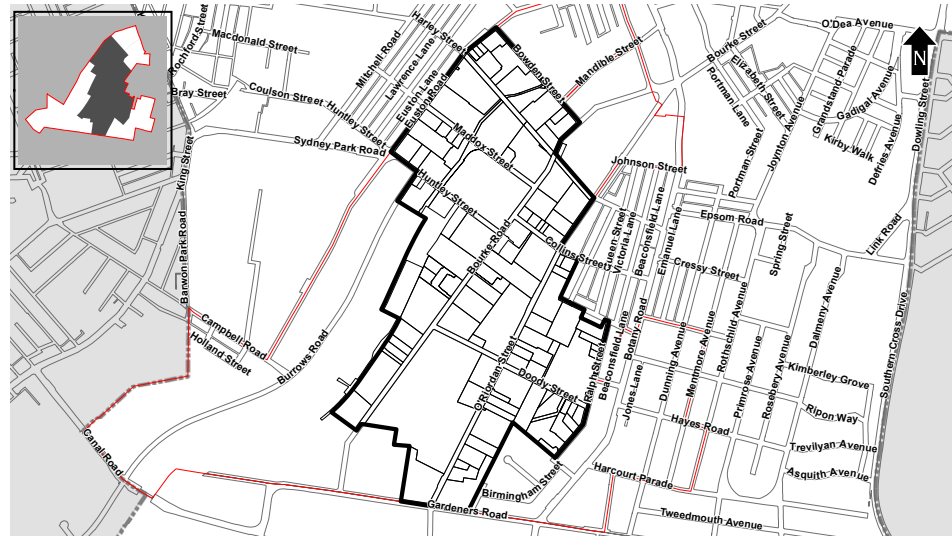 O'Dea Avenue
N
Macdonald Street
Rochford Street
Harley Street
Mitchell Road
Lawrence Lane
Euston Lane
Euston Road
Bowden Street
Mandible Street
Bourke Street
Elizabeth Street
Portman Lane
Grandstand Parade
Gadigal Avenue
Kirby Walk
Defries Avenue
Dowling Street
Joynton Avenue
Portman Street
Bray Street
Coulson Street
Huntley Street
Sydney Park Road
Maddox Street
Huntley Street
Johnson Street
King Street
Barwon Park Road
Bourke Road
Collins Street
Queen Street
Victoria Lane
Beaconsfield Lane
Emanuel Lane
Epsom Road
Spring Street
Link Road
Cressy Street
Campbell Road
Holland Street
Burrows Road
O'Riordan Street
Doody Street
Ralph Street
Beaconsfield Lane
Botany Road
Jones Lane
Dunning Avenue
Mentmore Avenue
Rothschild Avenue
Primrose Avenue
Rosebery Avenue
Dalmeny Avenue
Southern Cross Drive
Kimberley Grove
Ripon Way
Hayes Road
Trevilyan Avenue
Asquith Avenue
Canal Road
Harcourt Parade
Birmingham Street
Gardeners Road
Tweedmouth Avenue